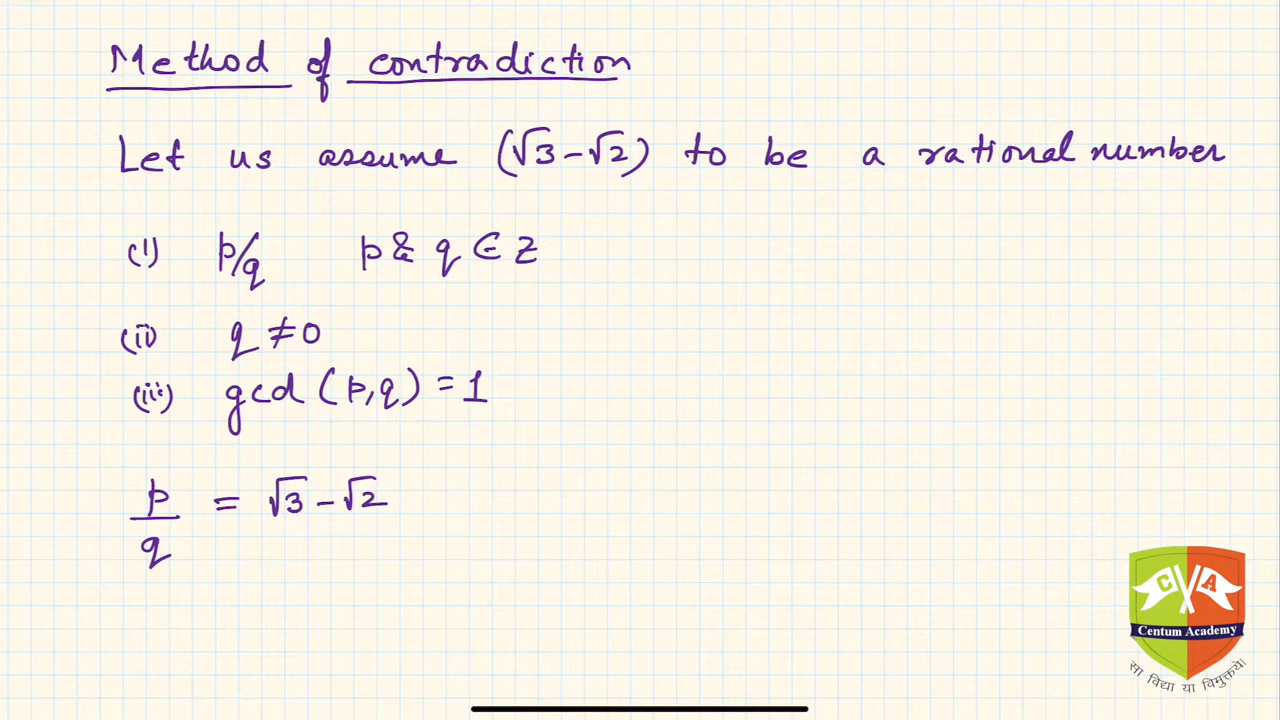 Method of contradiction
Let us assume (√3-√2) to be a rational number
(i) p/q p & q ∈ Z
(ii) q ≠ 0
(iii) gcd (p,q) = 1
p/q = √3-√2
C A
Centum Academy
सा विद्या या विमुक्तये।